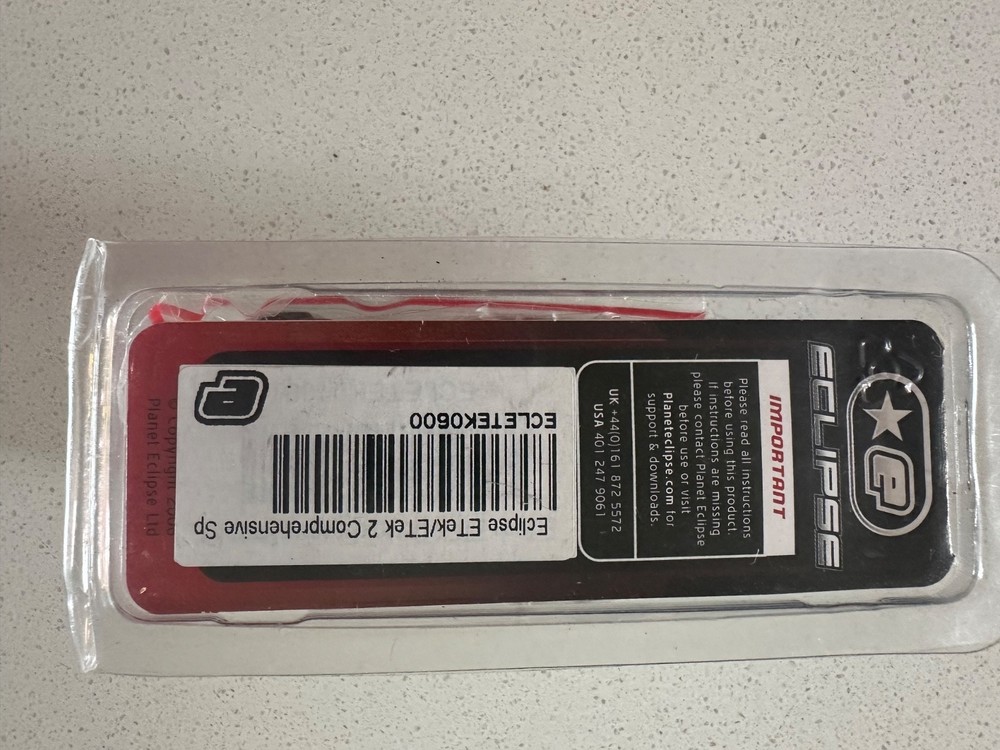 ECLIPSE
IMPORTANT
Please read all instructions
before using this product.
If instructions are missing
please contact Planet Eclipse
before use or visit
Planeteclipse.com for
support & downloads.
UK +44(0)161 872 5572
USA 401 247 9061
Eclipse ETek/ETek 2 Comprehensive Sp
ECLETEK0600
e
© Copyright
Planet Eclipse Ltd